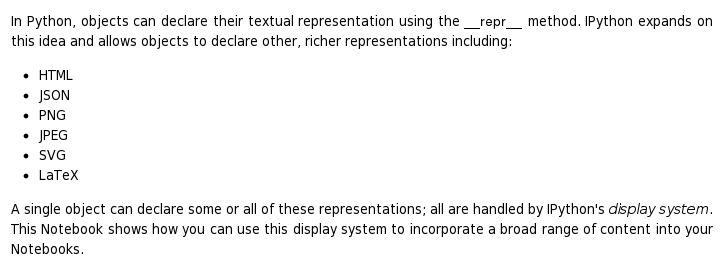 In Python, objects can declare their textual representation using the __repr__ method. IPython expands on
this idea and allows objects to declare other, richer representations including:
• HTML
• JSON
• PNG
• JPEG
• SVG
• LaTeX
A single object can declare some or all of these representations; all are handled by IPython's display system.
This Notebook shows how you can use this display system to incorporate a broad range of content into your
Notebooks.